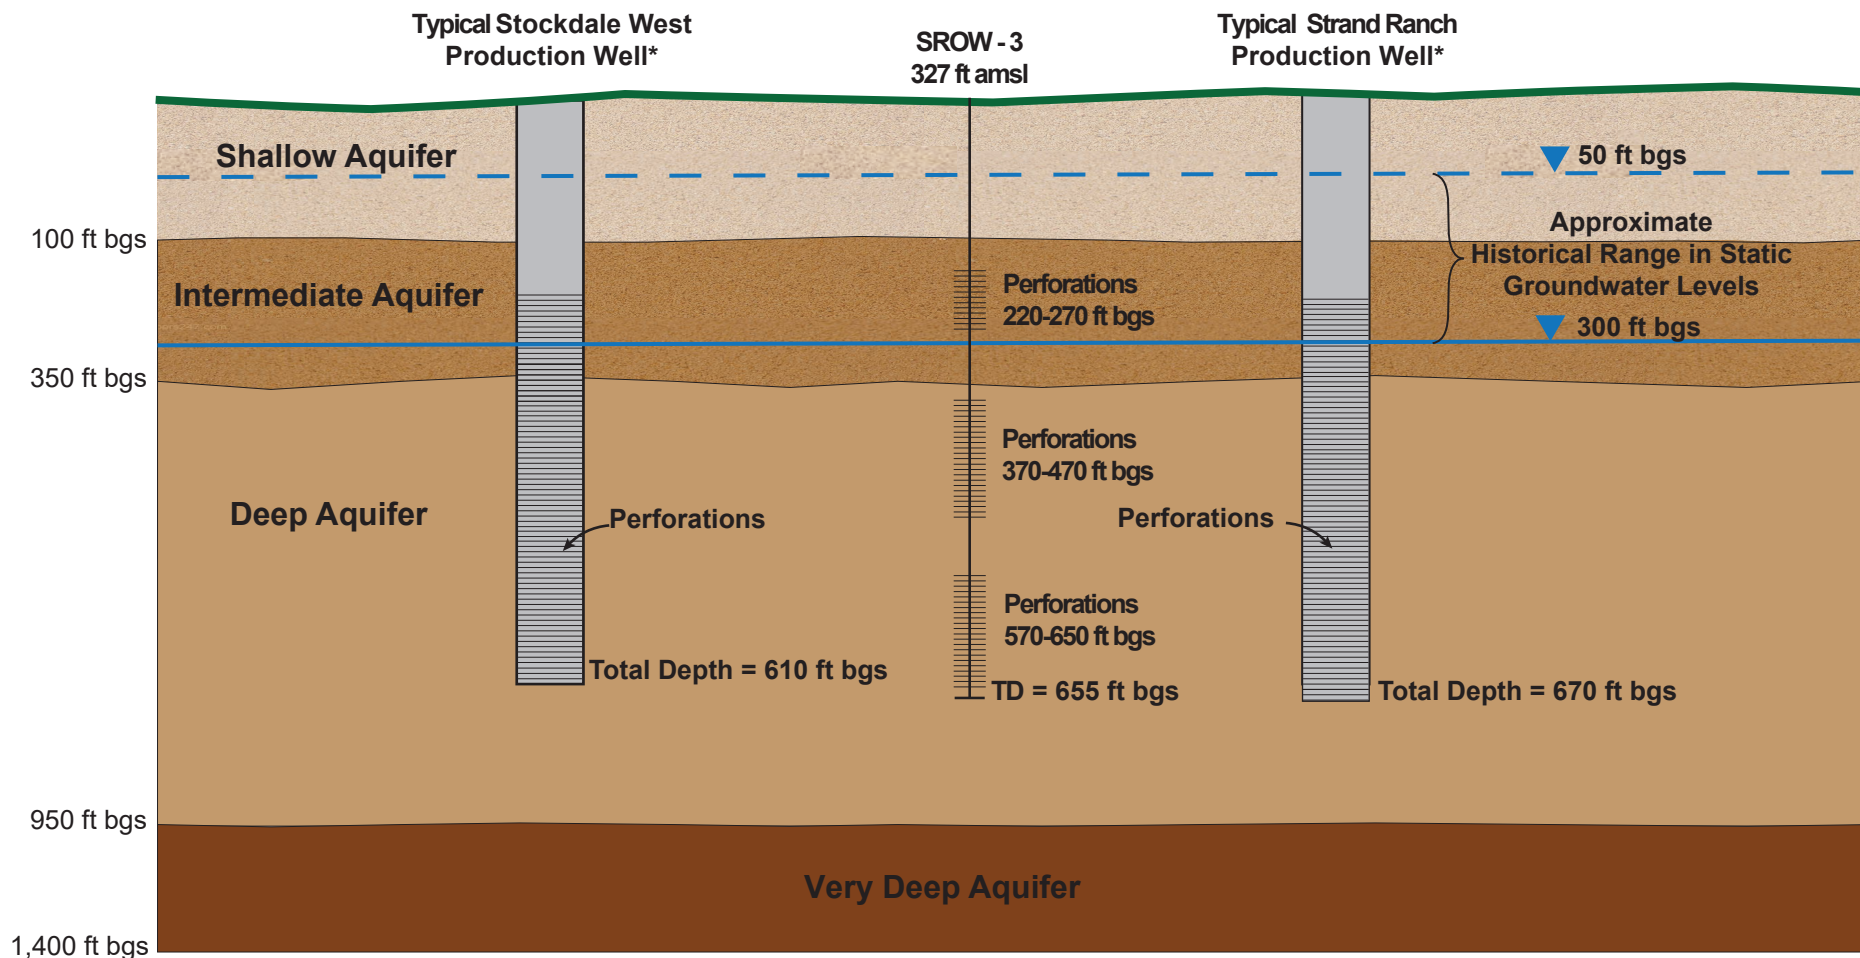 Typical Stockdale West
Production Well*
SROW - 3
327 ft amsl
Typical Strand Ranch
Production Well*
Shallow Aquifer
50 ft bgs
100 ft bgs
Approximate
Historical Range in Static
Groundwater Levels
Intermediate Aquifer
Perforations
220-270 ft bgs
300 ft bgs
350 ft bgs
Perforations
370-470 ft bgs
Deep Aquifer
Perforations
Perforations
Perforations
570-650 ft bgs
Total Depth = 610 ft bgs
TD = 655 ft bgs
Total Depth = 670 ft bgs
950 ft bgs
Very Deep Aquifer
1,400 ft bgs